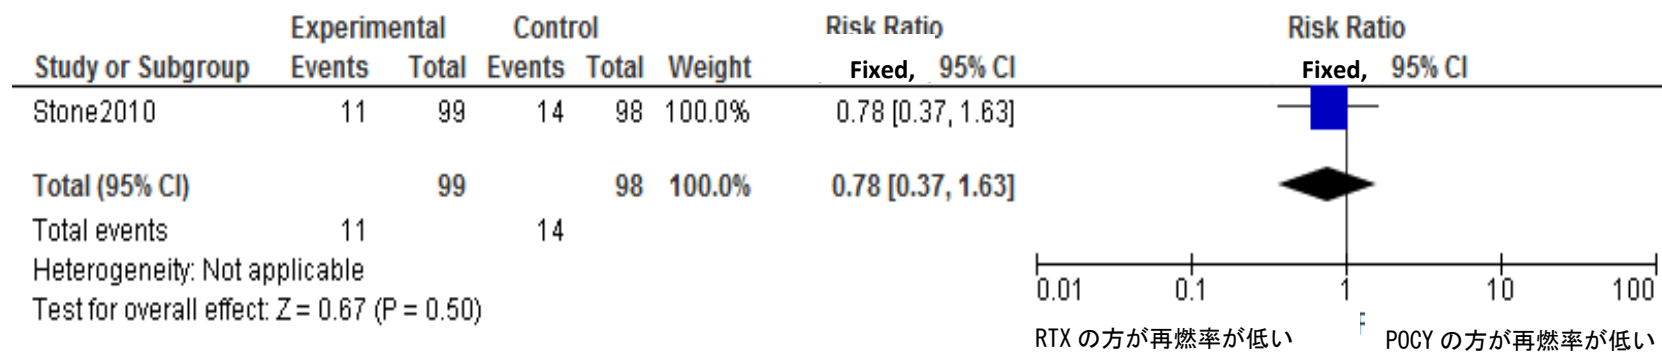 Experimental Control Risk Ratio Risk Ratio
Study or Subgroup Events Total Events Total Weight Fixed, 95% CI Fixed, 95% CI
Stone2010 11 99 14 98 100.0% 0.78 [0.37, 1.63]
Total (95% CI) 99 98 100.0% 0.78 [0.37, 1.63]
Total events 11 14
Heterogeneity: Not applicable
Test for overall effect: Z = 0.67 (P = 0.50)
0.01 0.1 1 10 100
RTX の方が再燃率が低い POCY の方が再燃率が低い